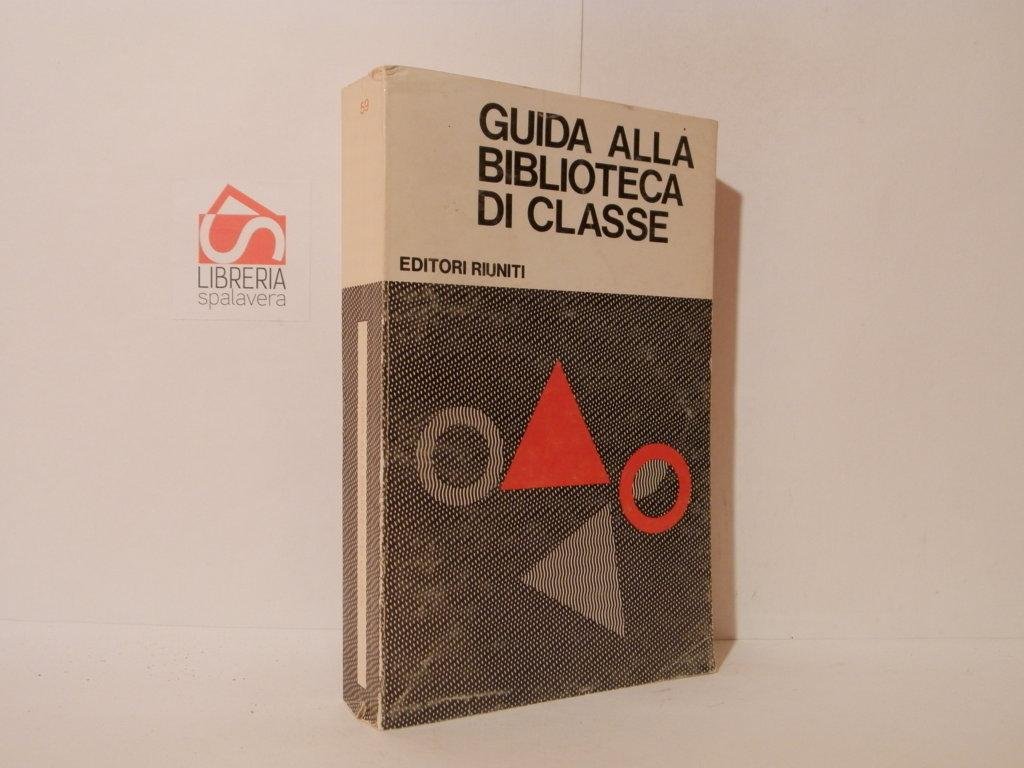 59
GUIDA ALLA
BIBLIOTECA
DI CLASSE
EDITORI RIUNITI
LIBRERIA
spalavera